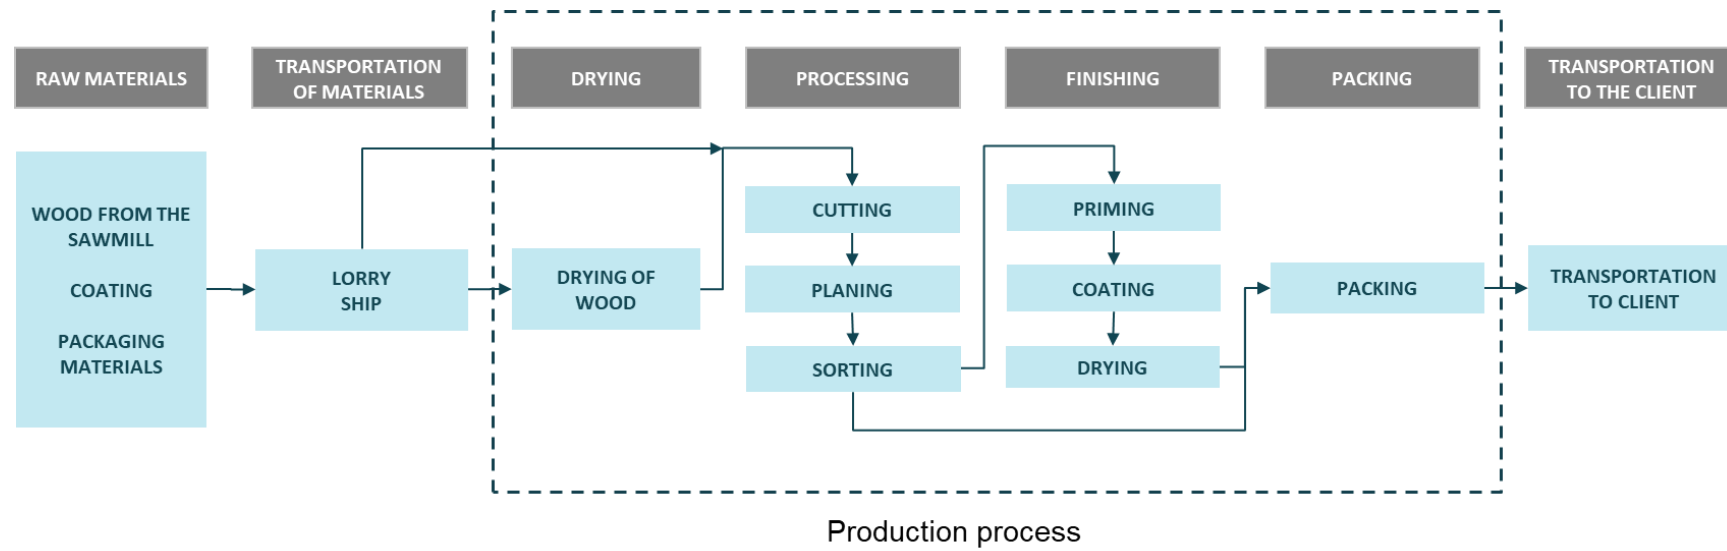 RAW MATERIALS
TRANSPORTATION
OF MATERIALS
DRYING
PROCESSING
FINISHING
PACKING
TRANSPORTATION
TO THE CLIENT
WOOD FROM THE
SAWMILL
COATING
PACKAGING
MATERIALS
LORRY
SHIP
DRYING OF
WOOD
CUTTING
PLANING
SORTING
PRIMING
COATING
DRYING
PACKING
TRANSPORTATION
TO CLIENT
Production process